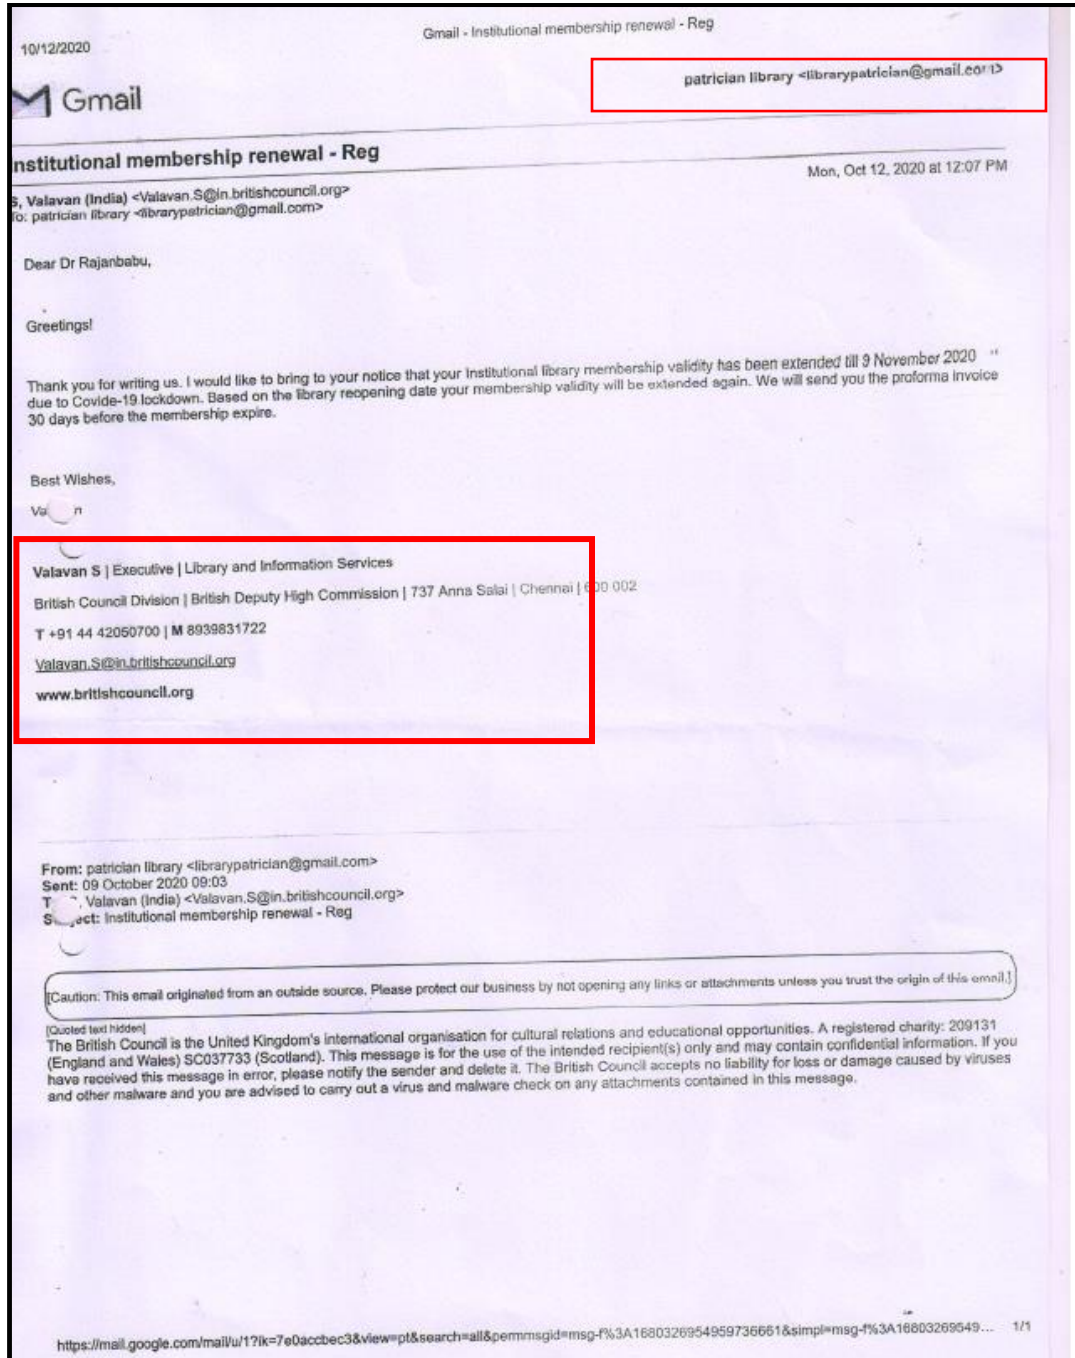 10/12/2020
Gmail - Institutional membership renewal - Reg
Gmail
patrician library <librarypatrician@gmail.com>
nstitutional membership renewal - Reg
Mon, Oct 12, 2020 at 12:07 PM
S, Valavan (India) <Valavan.S@in.britishcouncil.org>
To: patrician library <librarypatrician@gmail.com>
Dear Dr Rajanbabu,
Greetings!
Thank you for writing us. I would like to bring to your notice that your Institutional library membership validity has been extended till 9 November 2020
due to Covide-19 lockdown. Based on the library reopening date your membership validity will be extended again. We will send you the proforma invoice
30 days before the membership expire.
Best Wishes,
Va n
Valavan S | Executive | Library and Information Services
British Council Division | British Deputy High Commission | 737 Anna Salai | Chennai | 600 002
T +91 44 42050700 | M 8939831722
Valavan.S@in.britishcouncil.org
www.britishcouncil.org
From: patrician library <librarypatrician@gmail.com>
Sent: 09 October 2020 09:03
T , Valavan (India) <Valavan.S@in.britishcouncil.org>
S ject: Institutional membership renewal - Reg
[Caution: This email originated from an outside source. Please protect our business by not opening any links or attachments unless you trust the origin of this email.]
[Quoted text hidden]
The British Council is the United Kingdom's international organisation for cultural relations and educational opportunities. A registered charity: 209131
(England and Wales) SC037733 (Scotland). This message is for the use of the intended recipient(s) only and may contain confidential information. If you
have received this message in error, please notify the sender and delete it. The British Council accepts no liability for loss or damage caused by viruses
and other malware and you are advised to carry out a virus and malware check on any attachments contained in this message.
https://mail.google.com/mail/u/1?ik=7e0accbec3&view=pt&search=all&permmsgid=msg-f%3A1680326954959736661&simpl=msg-f%3A16803269549... 1/1